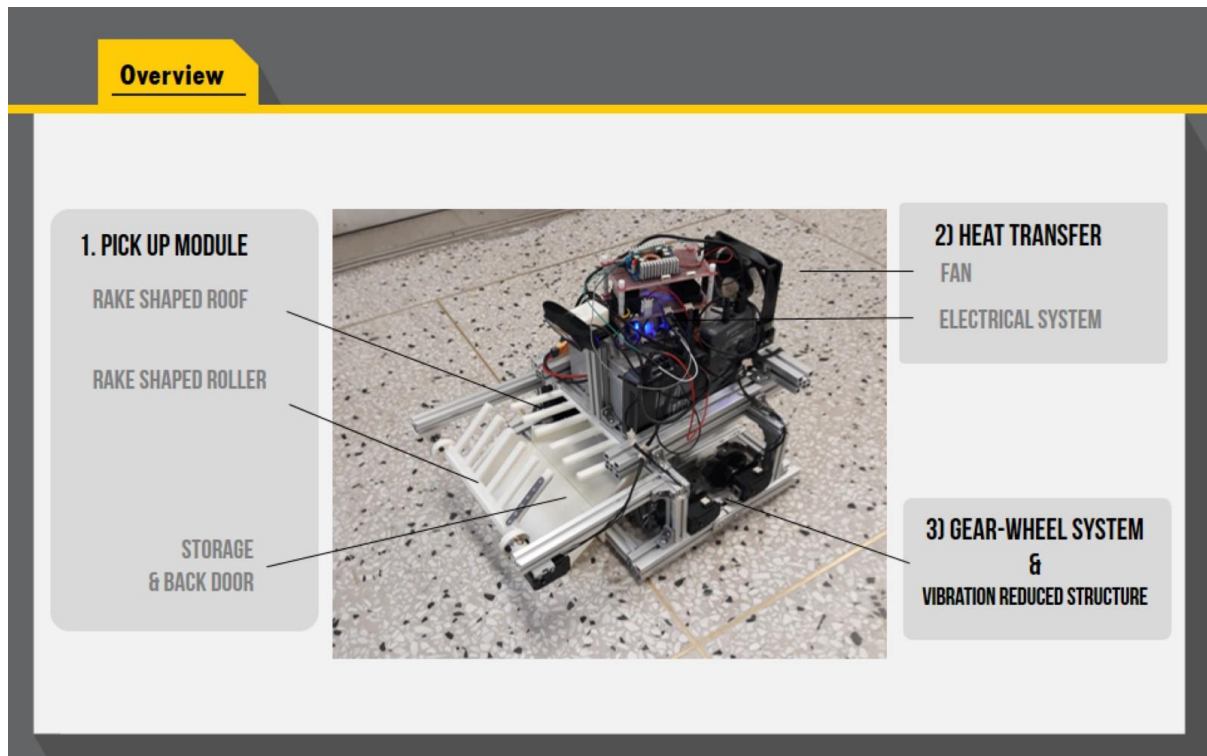 Overview
1. PICK UP MODULE
RAKE SHAPED ROOF
RAKE SHAPED ROLLER
STORAGE
& BACK DOOR
2) HEAT TRANSFER
FAN
ELECTRICAL SYSTEM
3) GEAR-WHEEL SYSTEM
&
VIBRATION REDUCED STRUCTURE